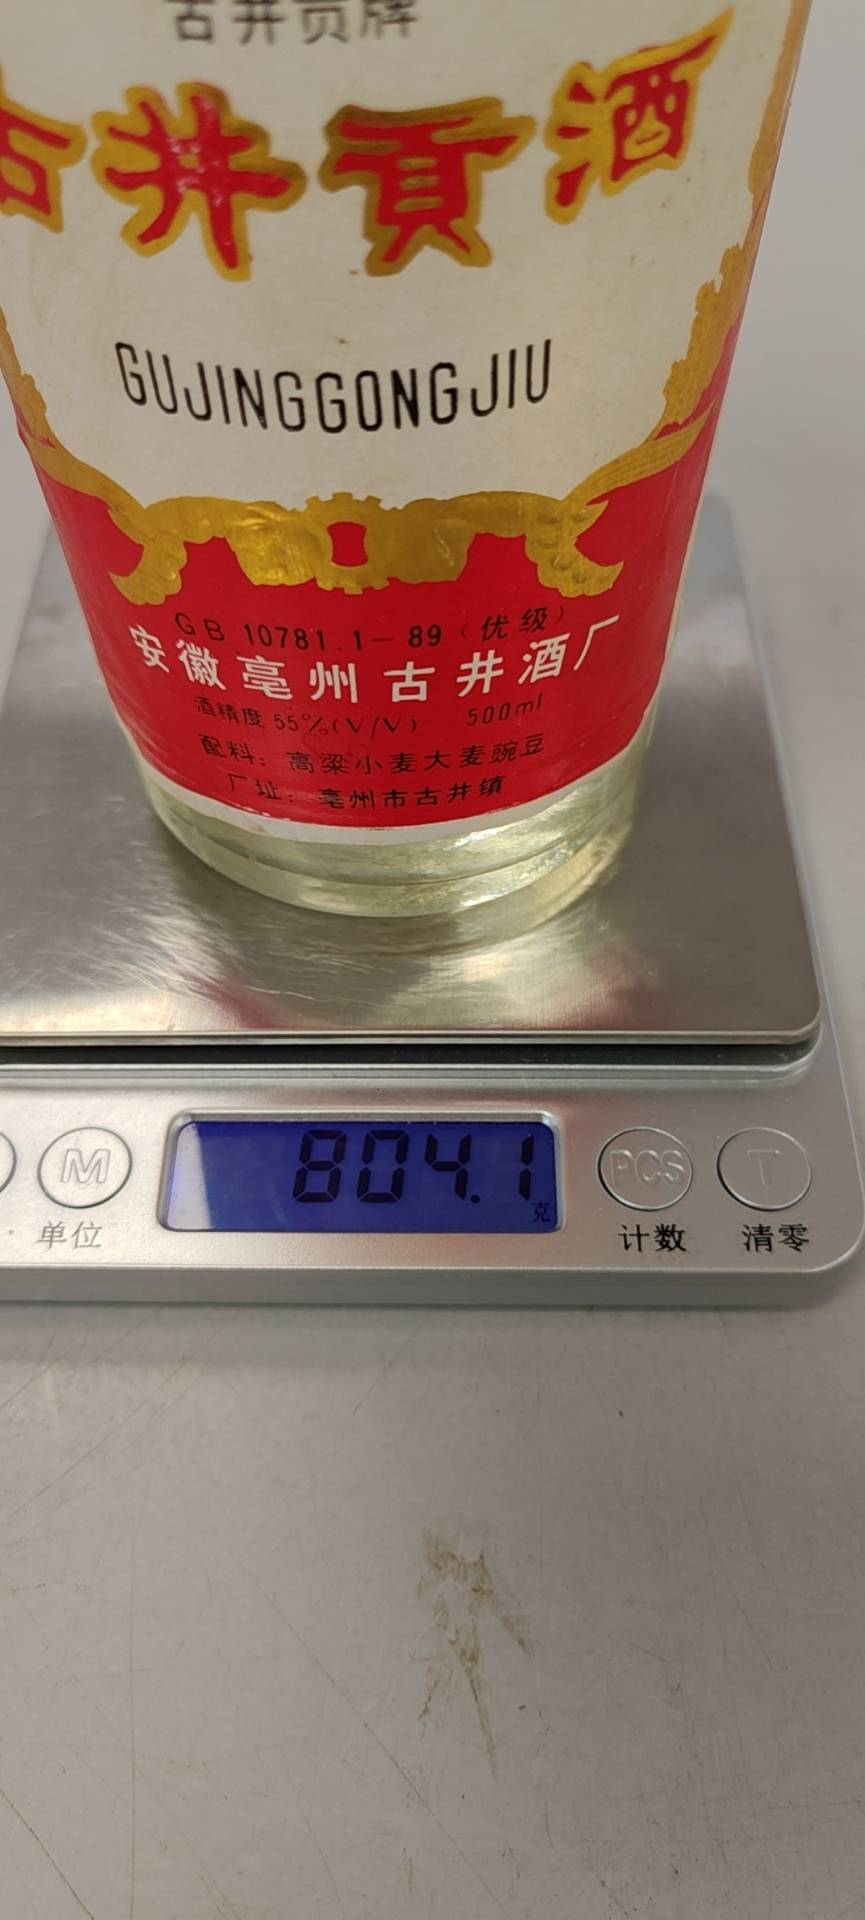 古井贡牌
古井贡酒
GUJINGGONGJIU
GB 10781.1-89（优级）
安徽亳州古井酒厂
酒精度 55%(V/V) 500ml
配料：高梁小麦大麦豌豆
厂址：亳州市古井镇
804.1
克
M PCS T
单位 计数 清零